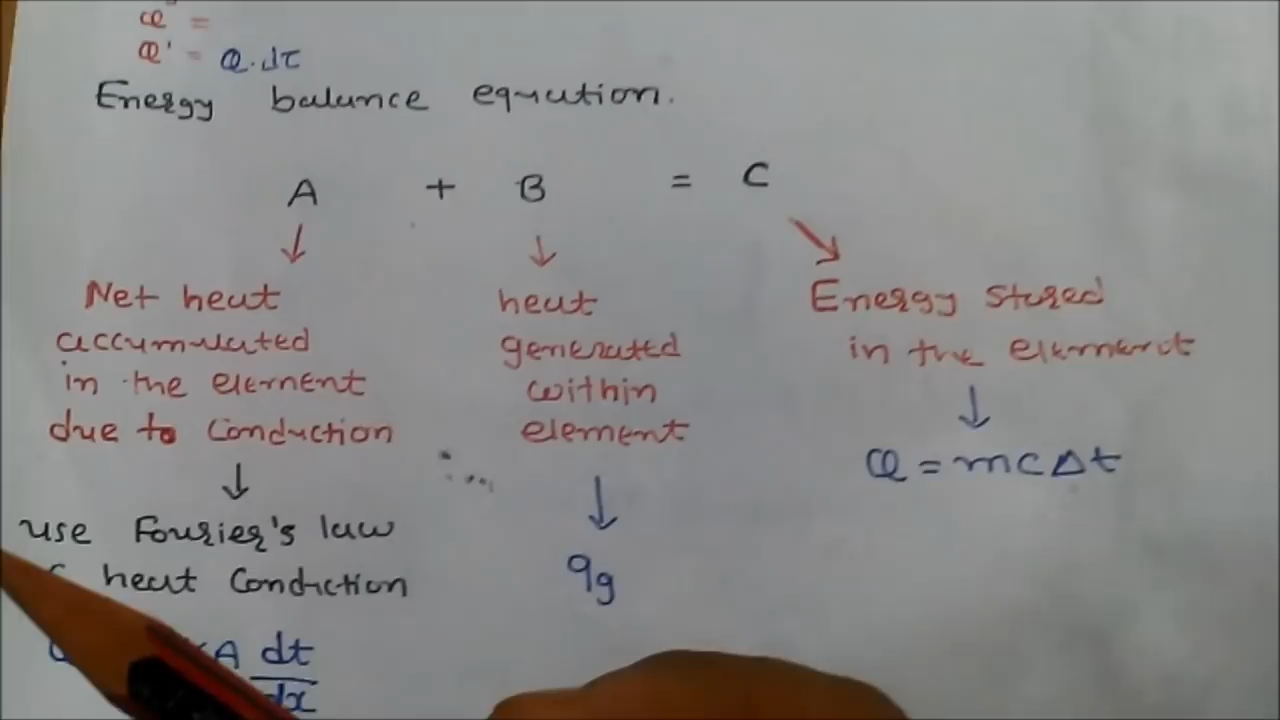 Q' = Q.dτ
Energy balance equation.
A + B = C
Net heat
accumulated
in the element
due to Conduction
use Fourier's law
heat Conduction
A dt
dx
heat
generated
within
element
qg
Energy stored
in the element
Q = mcΔt